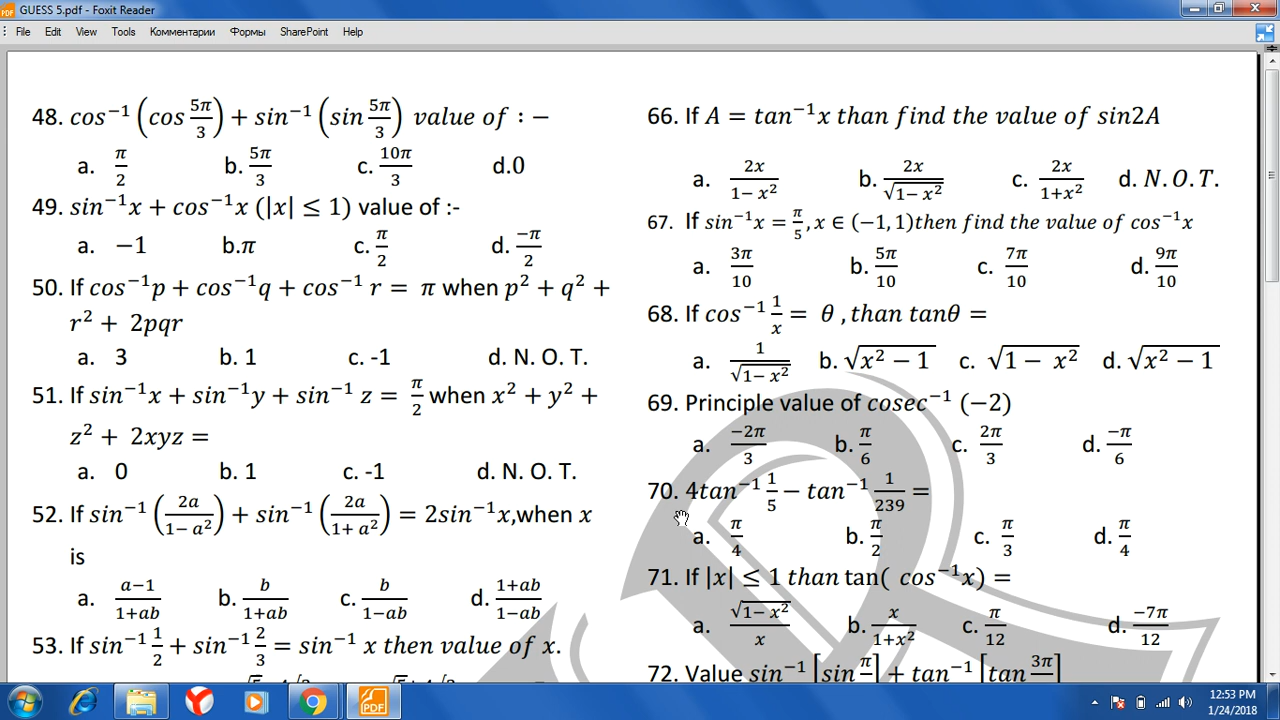 GUESS 5.pdf - Foxit Reader
File Edit View Tools Комментарии Формы SharePoint Help
48. cos⁻¹(cos 5π/3) + sin⁻¹(sin 5π/3) value of : −
a. π/2 b. 5π/3 c. 10π/3 d.0
49. sin⁻¹x + cos⁻¹x (|x| ≤ 1) value of :-
a. −1 b.π c. π/2 d. −π/2
50. If cos⁻¹p + cos⁻¹q + cos⁻¹ r = π when p² + q² +
r² + 2pqr
a. 3 b. 1 c. -1 d. N. O. T.
51. If sin⁻¹x + sin⁻¹y + sin⁻¹ z = π/2 when x² + y² +
z² + 2xyz =
a. 0 b. 1 c. -1 d. N. O. T.
52. If sin⁻¹(2a/1− a²) + sin⁻¹(2a/1+ a²) = 2sin⁻¹x,when x
is
a. a−1/1+ab b. b/1+ab c. b/1−ab d. 1+ab/1−ab
53. If sin⁻¹ 1/2 + sin⁻¹ 2/3 = sin⁻¹ x then value of x.
66. If A = tan⁻¹x than find the value of sin2A
a. 2x/1− x² b. 2x/√1− x² c. 2x/1+x² d. N. O. T.
67. If sin⁻¹x = π/5, x ∈ (−1, 1)then find the value of cos⁻¹x
a. 3π/10 b. 5π/10 c. 7π/10 d. 9π/10
68. If cos⁻¹ 1/x = θ , than tanθ =
a. 1/√1− x² b. √x² − 1 c. √1 − x² d. √x² − 1
69. Principle value of cosec⁻¹ (−2)
a. −2π/3 b. π/6 c. 2π/3 d. −π/6
70. 4tan⁻¹ 1/5 − tan⁻¹ 1/239 =
a. π/4 b. π/2 c. π/3 d. π/4
71. If |x| ≤ 1 than tan( cos⁻¹x) =
a. √1− x²/x b. x/1+x² c. π/12 d. −7π/12
72. Value sin⁻¹ [sin π/] + tan⁻¹ [tan 3π/]
12:53 PM
1/24/2018